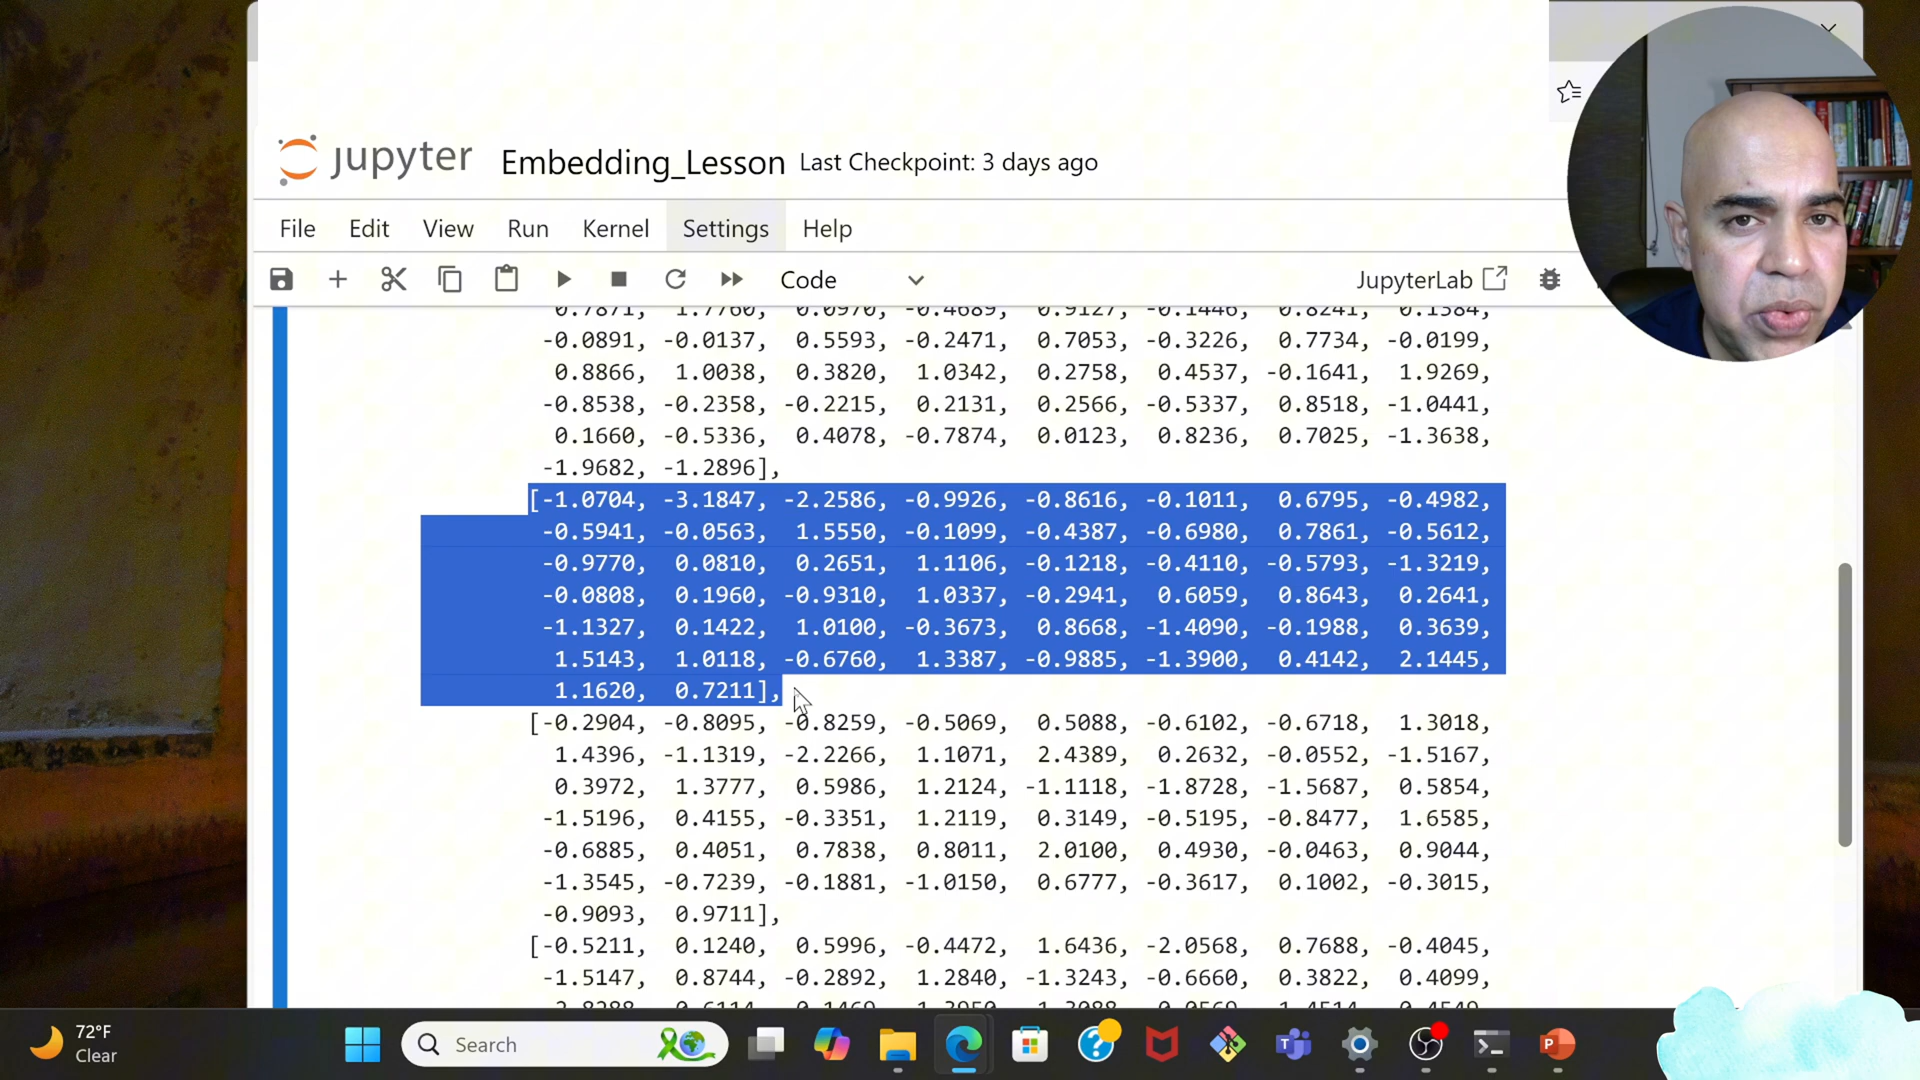 jupyter Embedding_Lesson Last Checkpoint: 3 days ago
File Edit View Run Kernel Settings Help
Code JupyterLab
0.7871, 1.7760, 0.0970, -0.4689, 0.9127, -0.1446, 0.8241, 0.1384,
-0.0891, -0.0137, 0.5593, -0.2471, 0.7053, -0.3226, 0.7734, -0.0199,
0.8866, 1.0038, 0.3820, 1.0342, 0.2758, 0.4537, -0.1641, 1.9269,
-0.8538, -0.2358, -0.2215, 0.2131, 0.2566, -0.5337, 0.8518, -1.0441,
0.1660, -0.5336, 0.4078, -0.7874, 0.0123, 0.8236, 0.7025, -1.3638,
-1.9682, -1.2896],
[-1.0704, -3.1847, -2.2586, -0.9926, -0.8616, -0.1011, 0.6795, -0.4982,
-0.5941, -0.0563, 1.5550, -0.1099, -0.4387, -0.6980, 0.7861, -0.5612,
-0.9770, 0.0810, 0.2651, 1.1106, -0.1218, -0.4110, -0.5793, -1.3219,
-0.0808, 0.1960, -0.9310, 1.0337, -0.2941, 0.6059, 0.8643, 0.2641,
-1.1327, 0.1422, 1.0100, -0.3673, 0.8668, -1.4090, -0.1988, 0.3639,
1.5143, 1.0118, -0.6760, 1.3387, -0.9885, -1.3900, 0.4142, 2.1445,
1.1620, 0.7211],
[-0.2904, -0.8095, -0.8259, -0.5069, 0.5088, -0.6102, -0.6718, 1.3018,
1.4396, -1.1319, -2.2266, 1.1071, 2.4389, 0.2632, -0.0552, -1.5167,
0.3972, 1.3777, 0.5986, 1.2124, -1.1118, -1.8728, -1.5687, 0.5854,
-1.5196, 0.4155, -0.3351, 1.2119, 0.3149, -0.5195, -0.8477, 1.6585,
-0.6885, 0.4051, 0.7838, 0.8011, 2.0100, 0.4930, -0.0463, 0.9044,
-1.3545, -0.7239, -0.1881, -1.0150, 0.6777, -0.3617, 0.1002, -0.3015,
-0.9093, 0.9711],
[-0.5211, 0.1240, 0.5996, -0.4472, 1.6436, -2.0568, 0.7688, -0.4045,
-1.5147, 0.8744, -0.2892, 1.2840, -1.3243, -0.6660, 0.3822, 0.4099,
72°F
Clear
Search